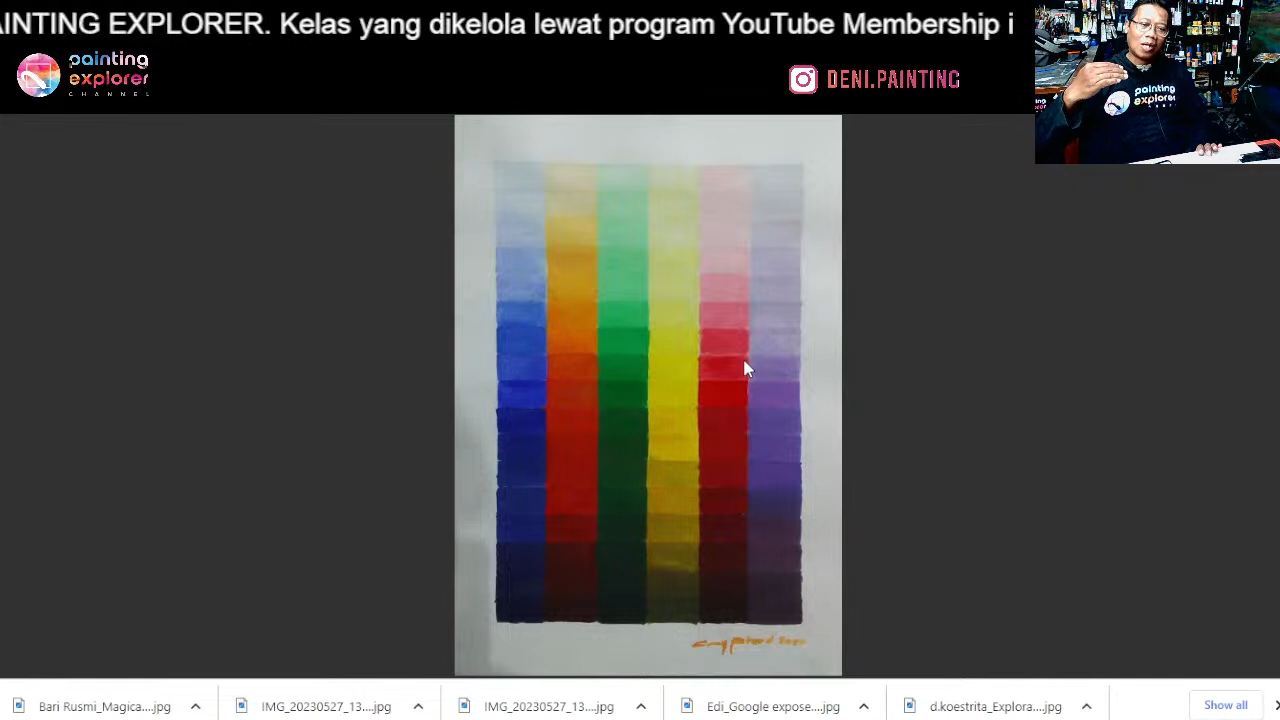 AINTING EXPLORER. Kelas yang dikelola lewat program YouTube Membership i
painting
explorer
CHANNEL
DENI.PAINTING
painting
explorer
Bari Rusmi_Magica....jpg
IMG_20230527_13....jpg
IMG_20230527_13....jpg
Edi_Google expose....jpg
d.koestrita_Explora....jpg
Show all